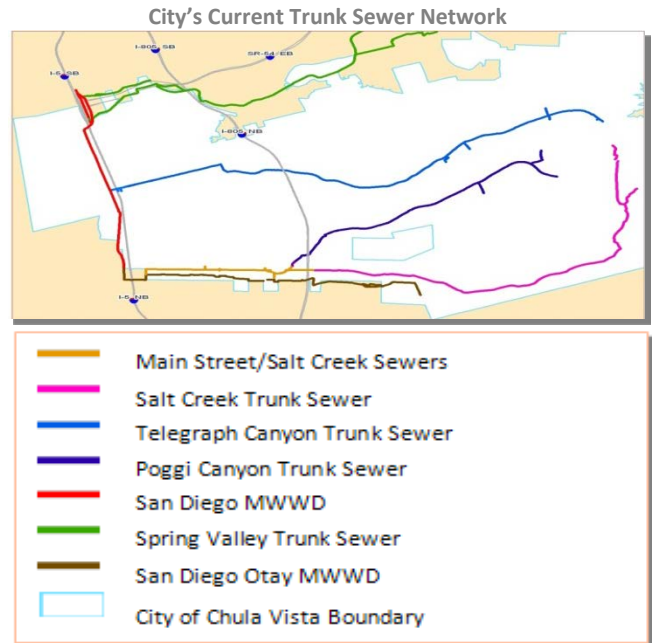 City's Current Trunk Sewer Network
I-805 SB
SR-54/EB
I-5 SB
I-805 NB
I-5 NB
Main Street/Salt Creek Sewers
Salt Creek Trunk Sewer
Telegraph Canyon Trunk Sewer
Poggi Canyon Trunk Sewer
San Diego MWWD
Spring Valley Trunk Sewer
San Diego Otay MWWD
City of Chula Vista Boundary